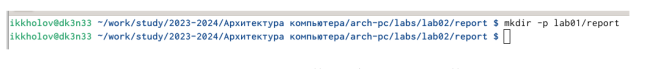 ikkholov@dk3n33 ~/work/study/2023-2024/Архитектура компьютера/arch-pc/labs/lab02/report $ mkdir -p lab01/report
ikkholov@dk3n33 ~/work/study/2023-2024/Архитектура компьютера/arch-pc/labs/lab02/report $